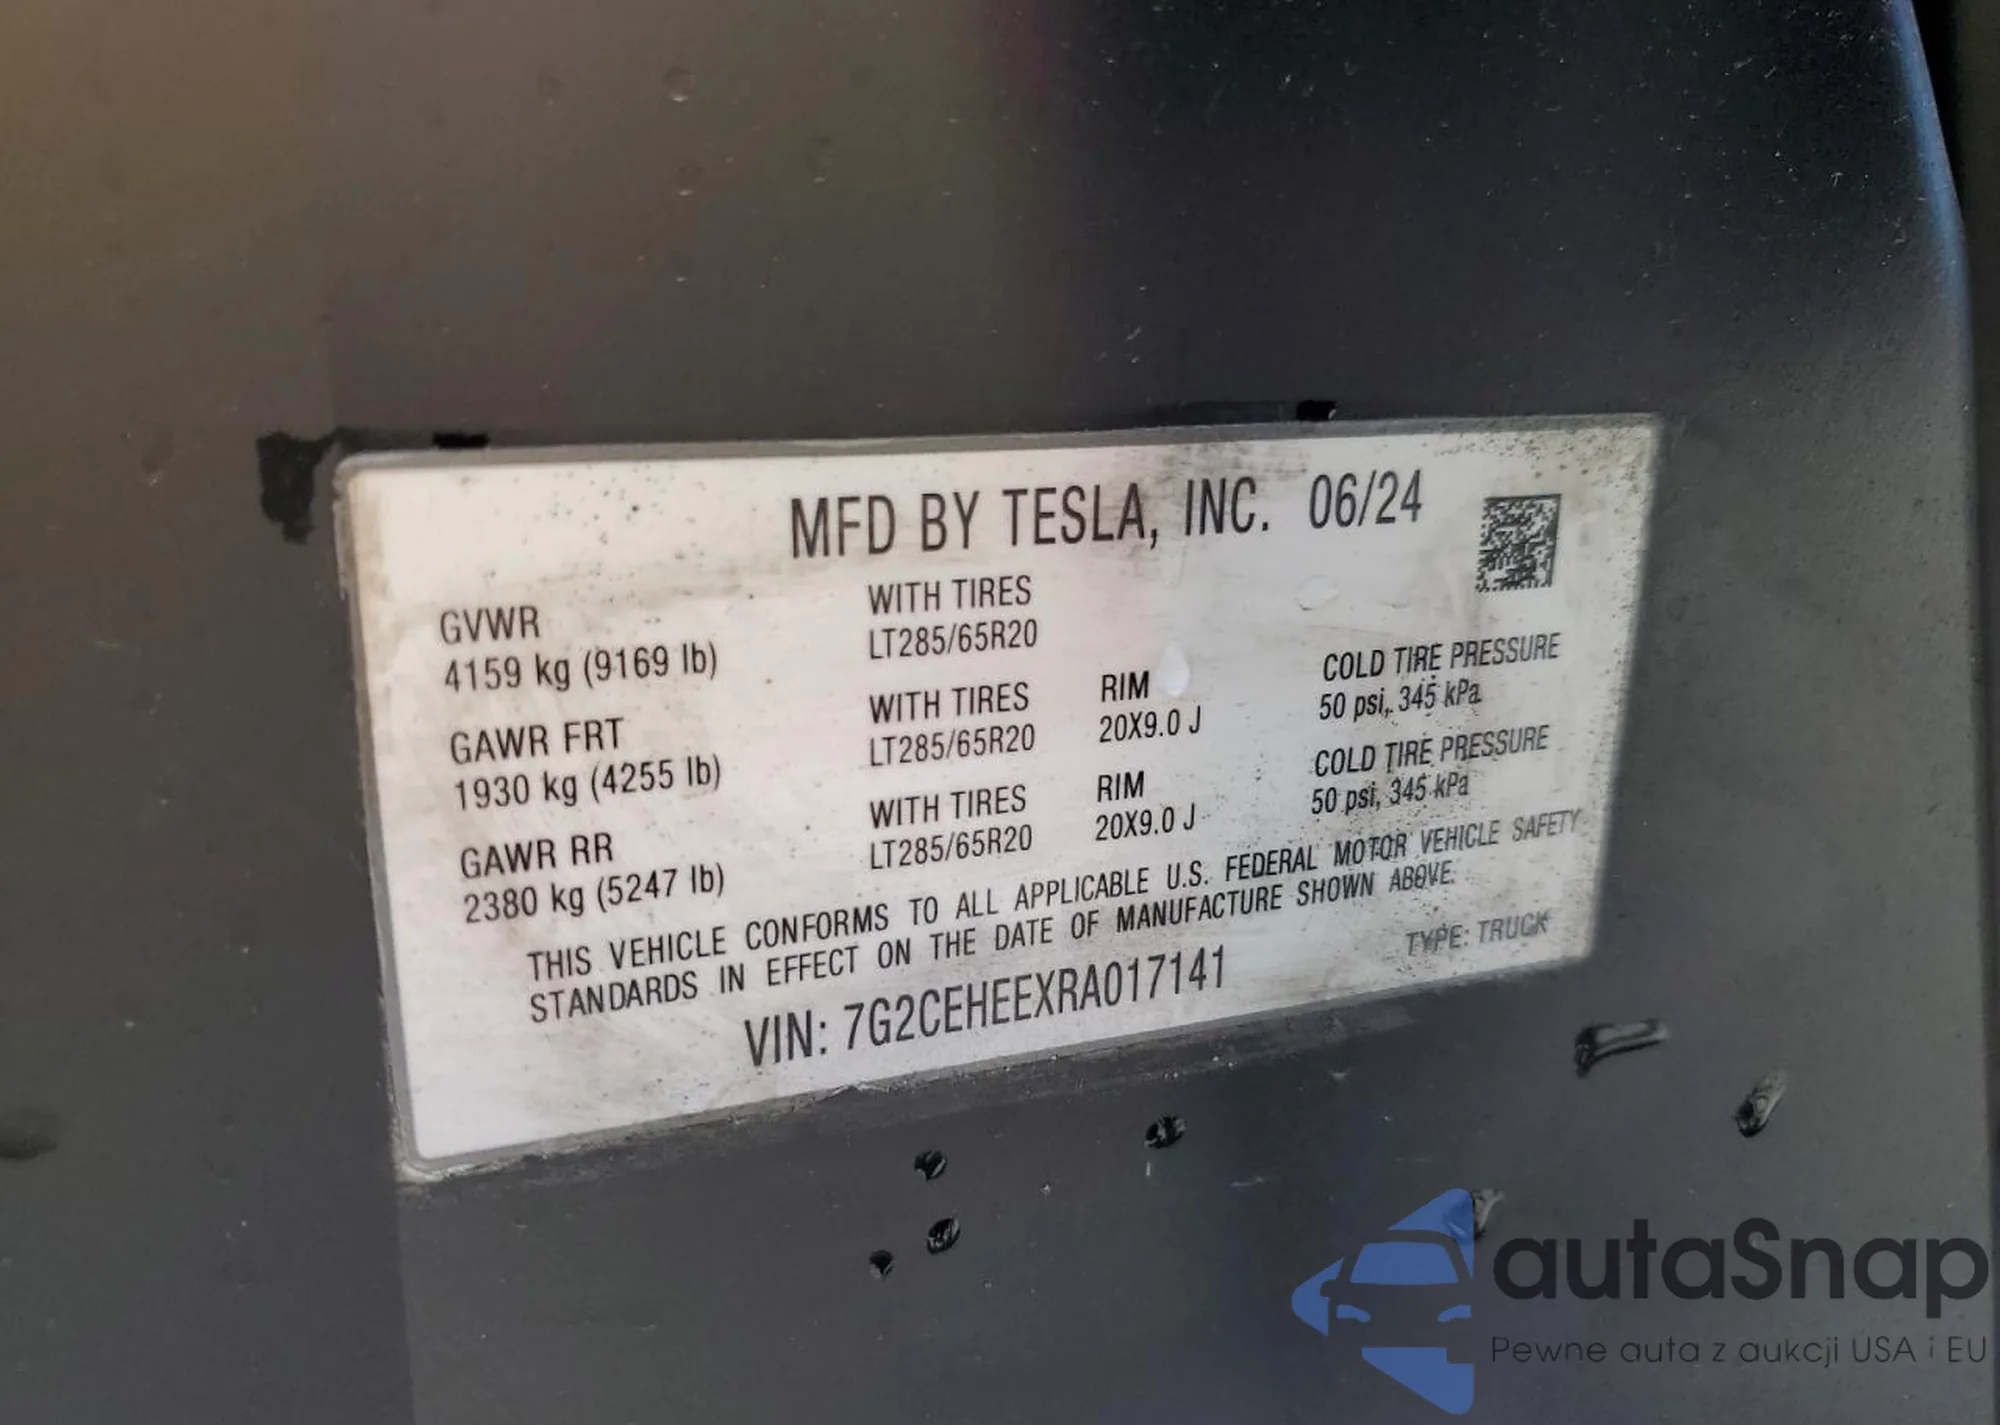 MFD BY TESLA, INC. 06/24
GVWR
4159 kg (9169 lb)
WITH TIRES
LT285/65R20
GAWR FRT
1930 kg (4255 lb)
WITH TIRES
LT285/65R20
RIM
20X9.0 J
COLD TIRE PRESSURE
50 psi, 345 kPa
GAWR RR
2380 kg (5247 lb)
WITH TIRES
LT285/65R20
RIM
20X9.0 J
COLD TIRE PRESSURE
50 psi, 345 kPa
THIS VEHICLE CONFORMS TO ALL APPLICABLE U.S. FEDERAL MOTOR VEHICLE SAFETY
STANDARDS IN EFFECT ON THE DATE OF MANUFACTURE SHOWN ABOVE.
VIN: 7G2CEHEEXRA017141
TYPE: TRUCK
autaSnap
Pewne auta z aukcji USA i EU